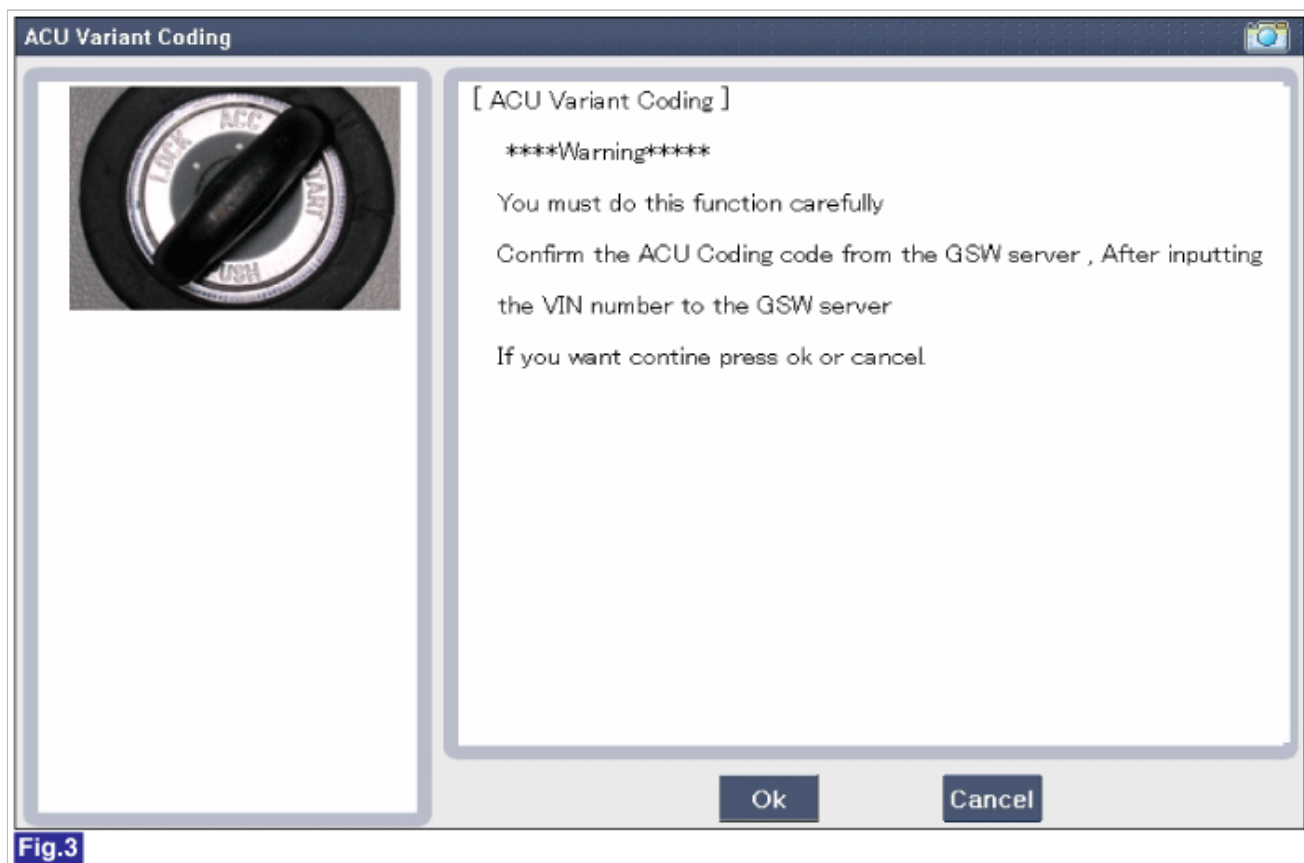 ACU Variant Coding
LOCK
ACC
START
PUSH
[ ACU Variant Coding ]
****Warning*****
You must do this function carefully
Confirm the ACU Coding code from the GSW server , After inputting
the VIN number to the GSW server
If you want contine press ok or cancel.
Ok
Cancel
Fig.3